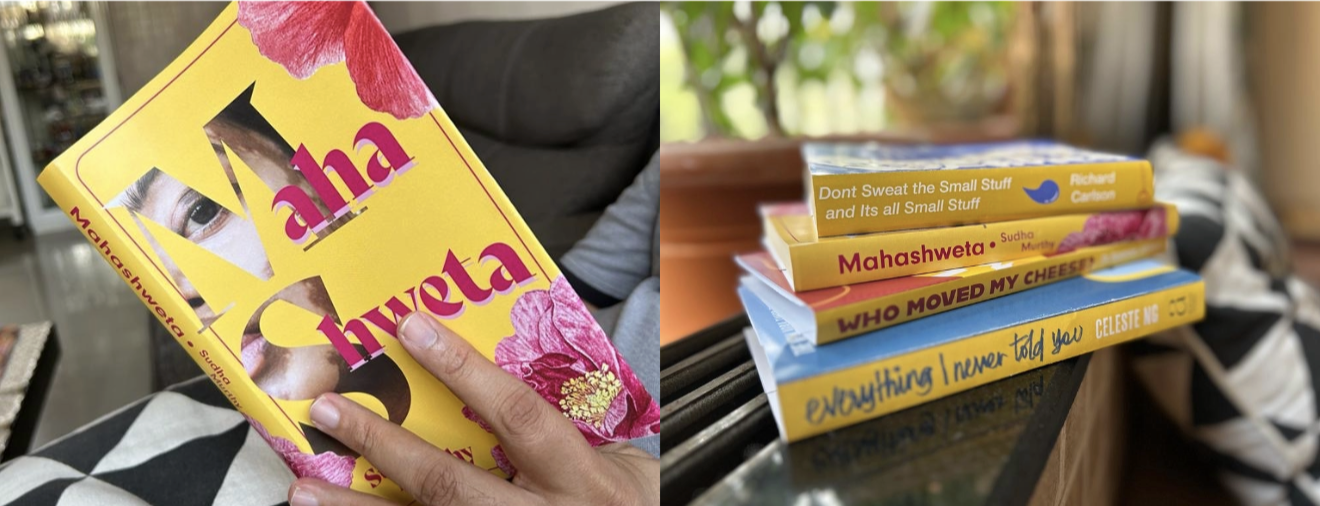 Maha
Shweta
Mahashweta • Sudha
Murthy
Dont Sweat the Small Stuff
and Its all Small Stuff
Richard
Carlson
Mahashweta • Sudha
Murthy
WHO MOVED MY CHEESE?
everything I never told you
CELESTE NG